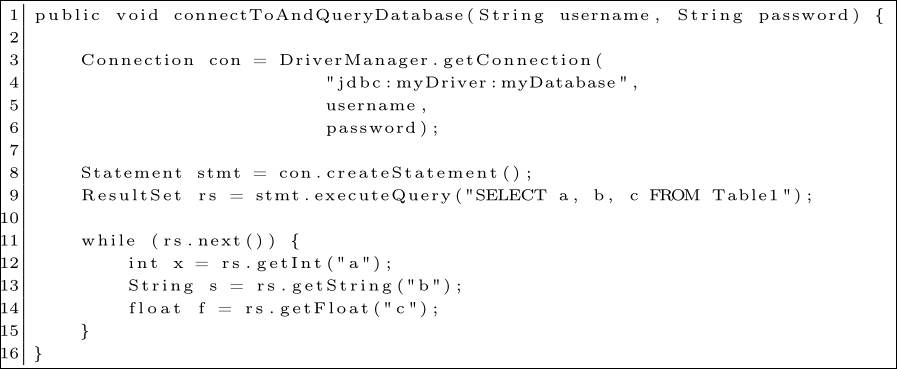 1 public void connectToAndQueryDatabase(String username, String password) {
2
3     Connection con = DriverManager.getConnection(
4                          "jdbc:myDriver:myDatabase",
5                          username,
6                          password);
7
8     Statement stmt = con.createStatement();
9     ResultSet rs = stmt.executeQuery("SELECT a, b, c FROM Table1");
10
11     while (rs.next()) {
12         int x = rs.getInt("a");
13         String s = rs.getString("b");
14         float f = rs.getFloat("c");
15     }
16 }